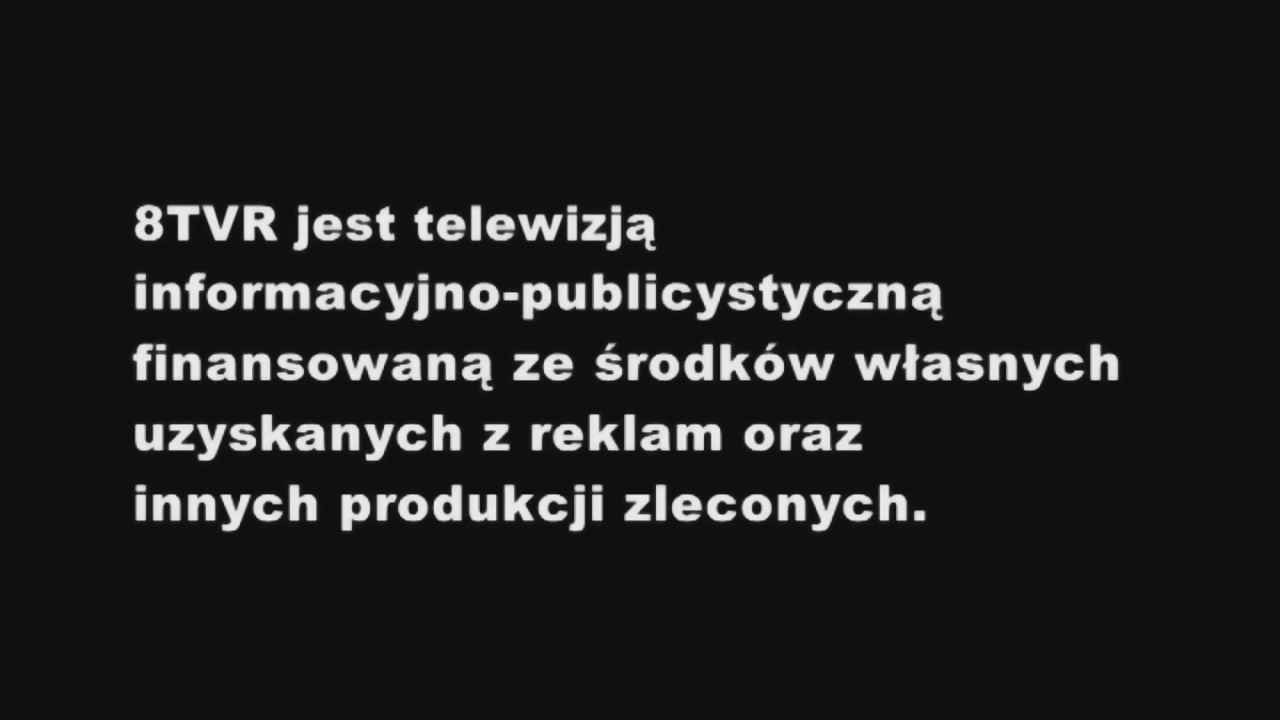 8TVR jest telewizją
informacyjno-publicystyczną
finansowaną ze środków własnych
uzyskanych z reklam oraz
innych produkcji zleconych.